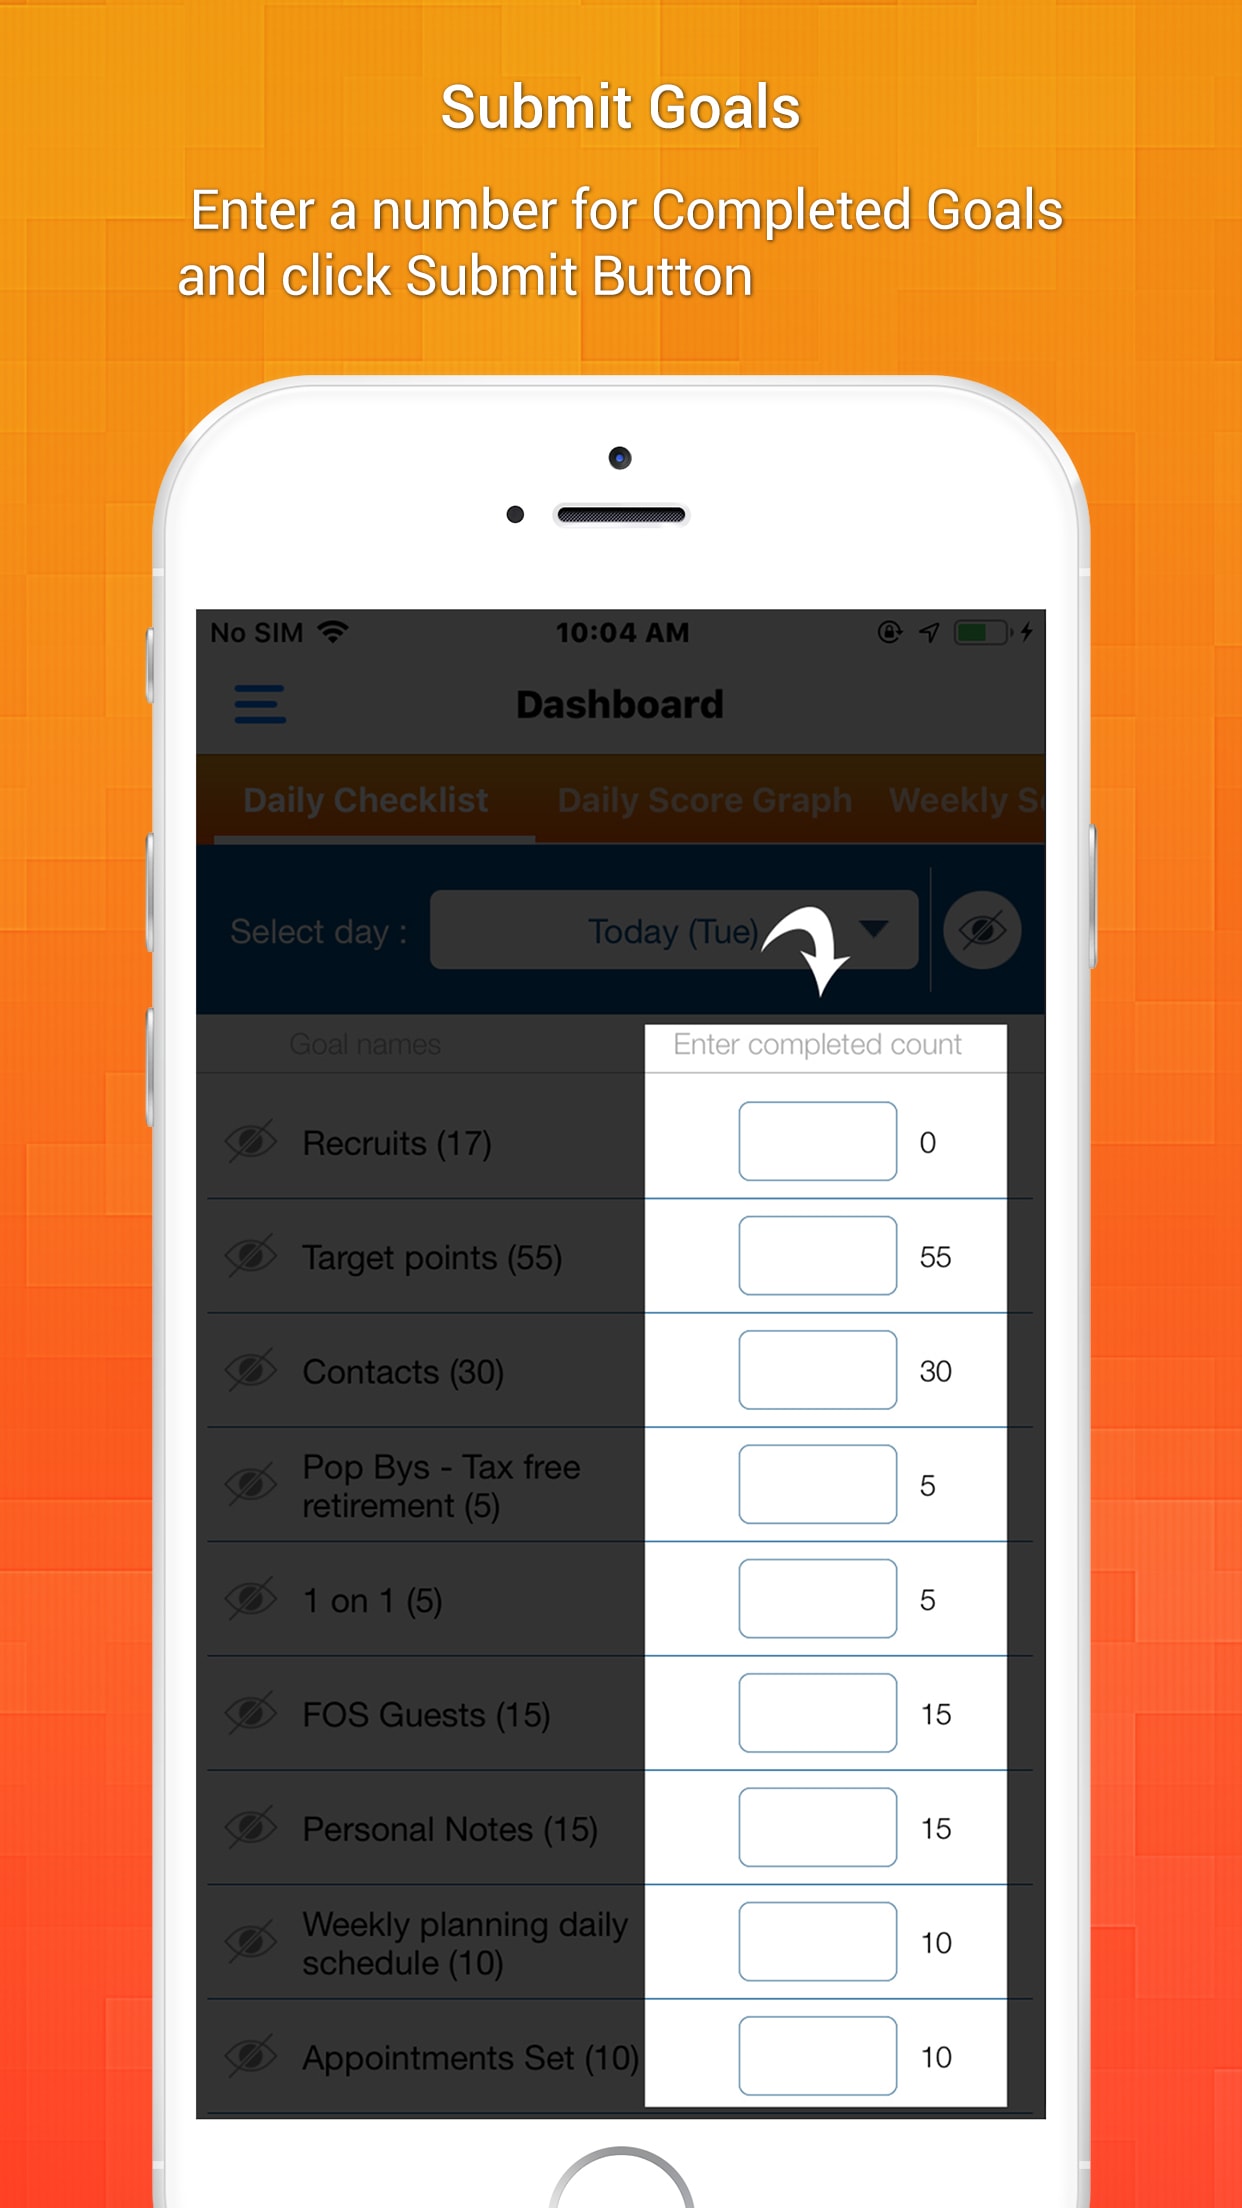 Submit Goals
Enter a number for Completed Goals
and click Submit Button
No SIM 10:04 AM
Dashboard
Daily Checklist Daily Score Graph Weekly
Select day : Today (Tue)
Goal names Enter completed count
Recruits (17) 0
Target points (55) 55
Contacts (30) 30
Pop Bys - Tax free
retirement (5) 5
1 on 1 (5) 5
FOS Guests (15) 15
Personal Notes (15) 15
Weekly planning daily
schedule (10) 10
Appointments Set (10) 10